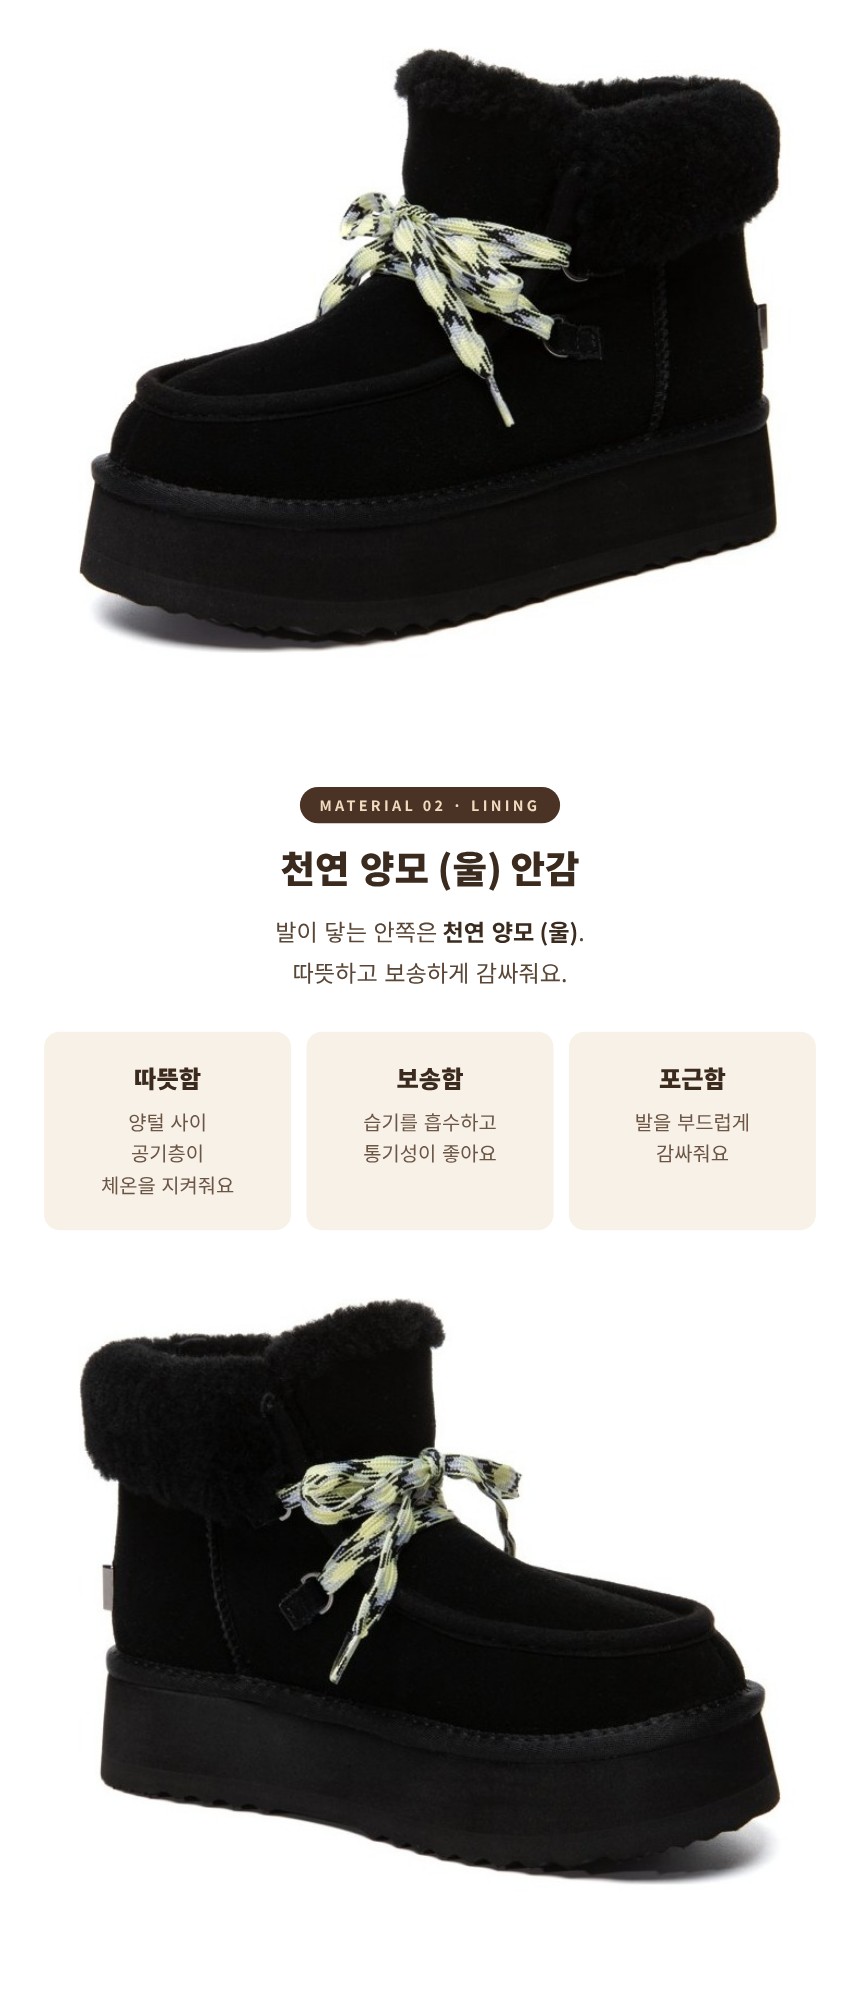 MATERIAL 02 · LINING
천연 양모 (울) 안감
발이 닿는 안쪽은 천연 양모 (울).
따뜻하고 보송하게 감싸줘요.
따뜻함
양털 사이
공기층이
체온을 지켜줘요
보송함
습기를 흡수하고
통기성이 좋아요
포근함
발을 부드럽게
감싸줘요